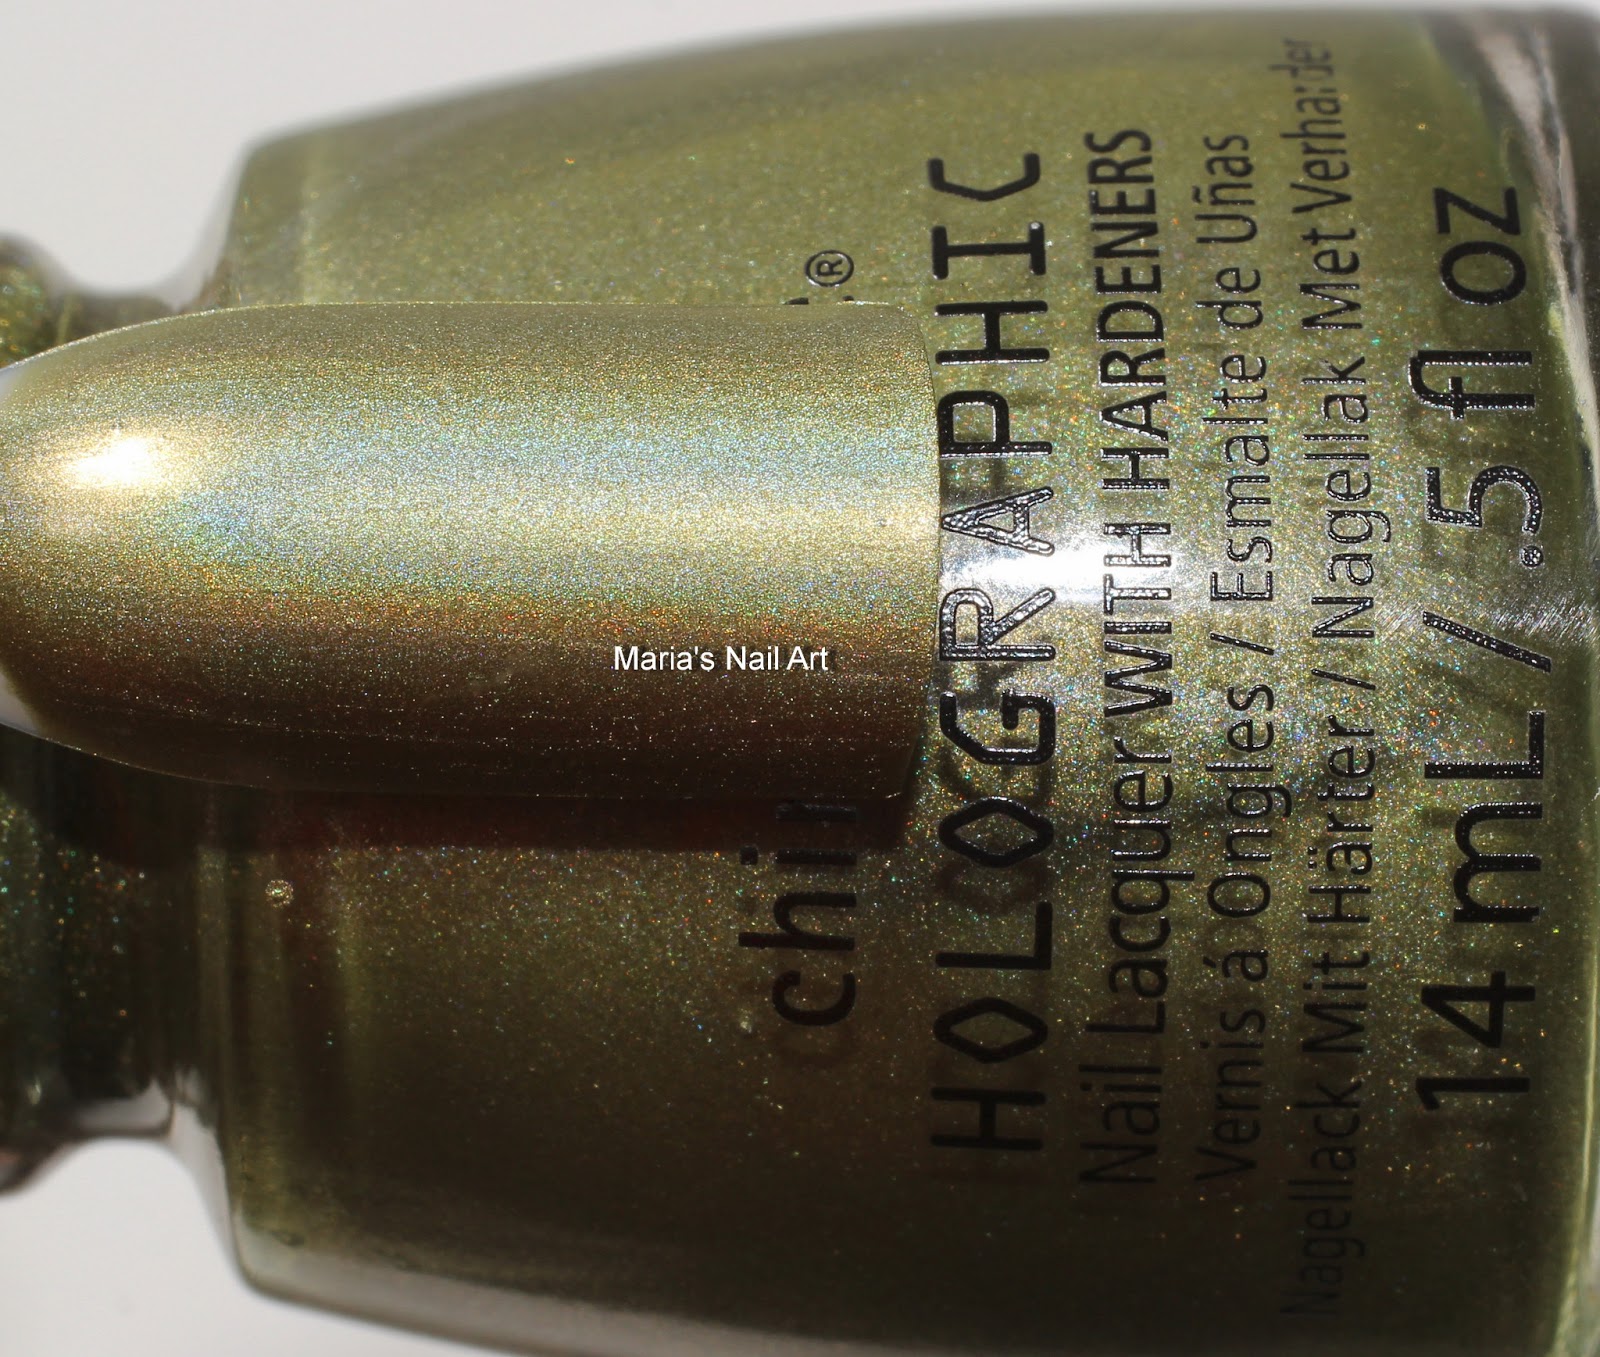 chin ®
HOLOGRAPHIC
Nail Lacquer WITH HARDENERS
Vernis á Ongles / Esmalte de Uñas
Nagellack Mit Härter / Nagellak Met Verharder
14 mL / .5 fl oz
Maria's Nail Art